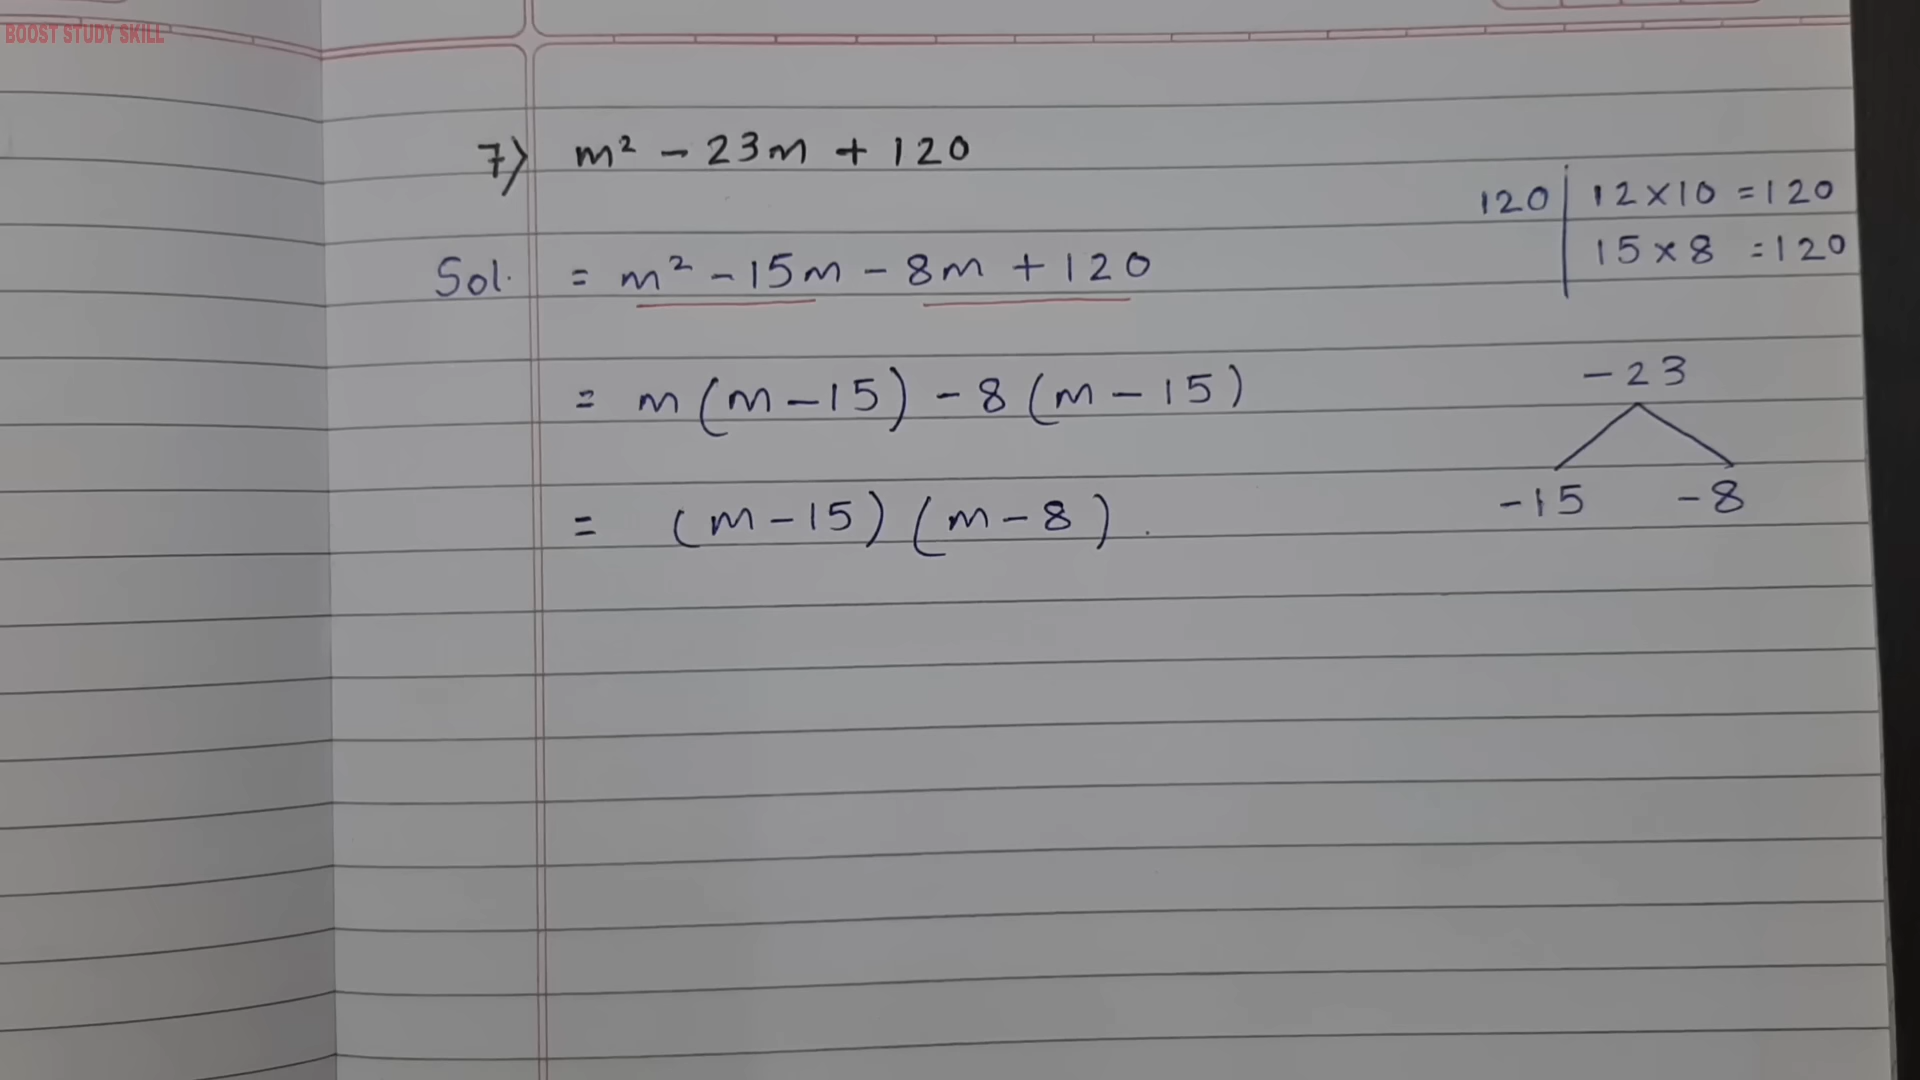 BOOST STUDY SKILL
7) m² - 23m + 120
120 | 12 × 10 = 120
15 × 8 = 120
Sol. = m² - 15m - 8m + 120
= m (m - 15) - 8 (m - 15)
-23
-15 -8
= (m - 15) (m - 8) .